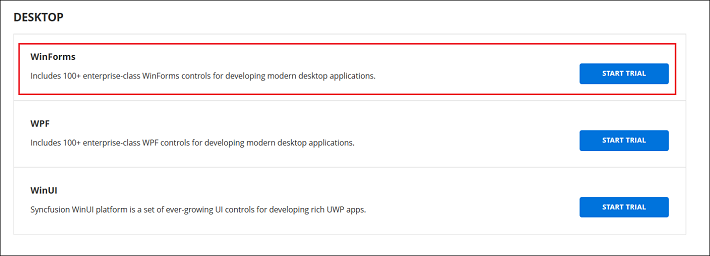 DESKTOP
WinForms
Includes 100+ enterprise-class WinForms controls for developing modern desktop applications.
START TRIAL
WPF
Includes 100+ enterprise-class WPF controls for developing modern desktop applications.
START TRIAL
WinUI
Syncfusion WinUI platform is a set of ever-growing UI controls for developing rich UWP apps.
START TRIAL